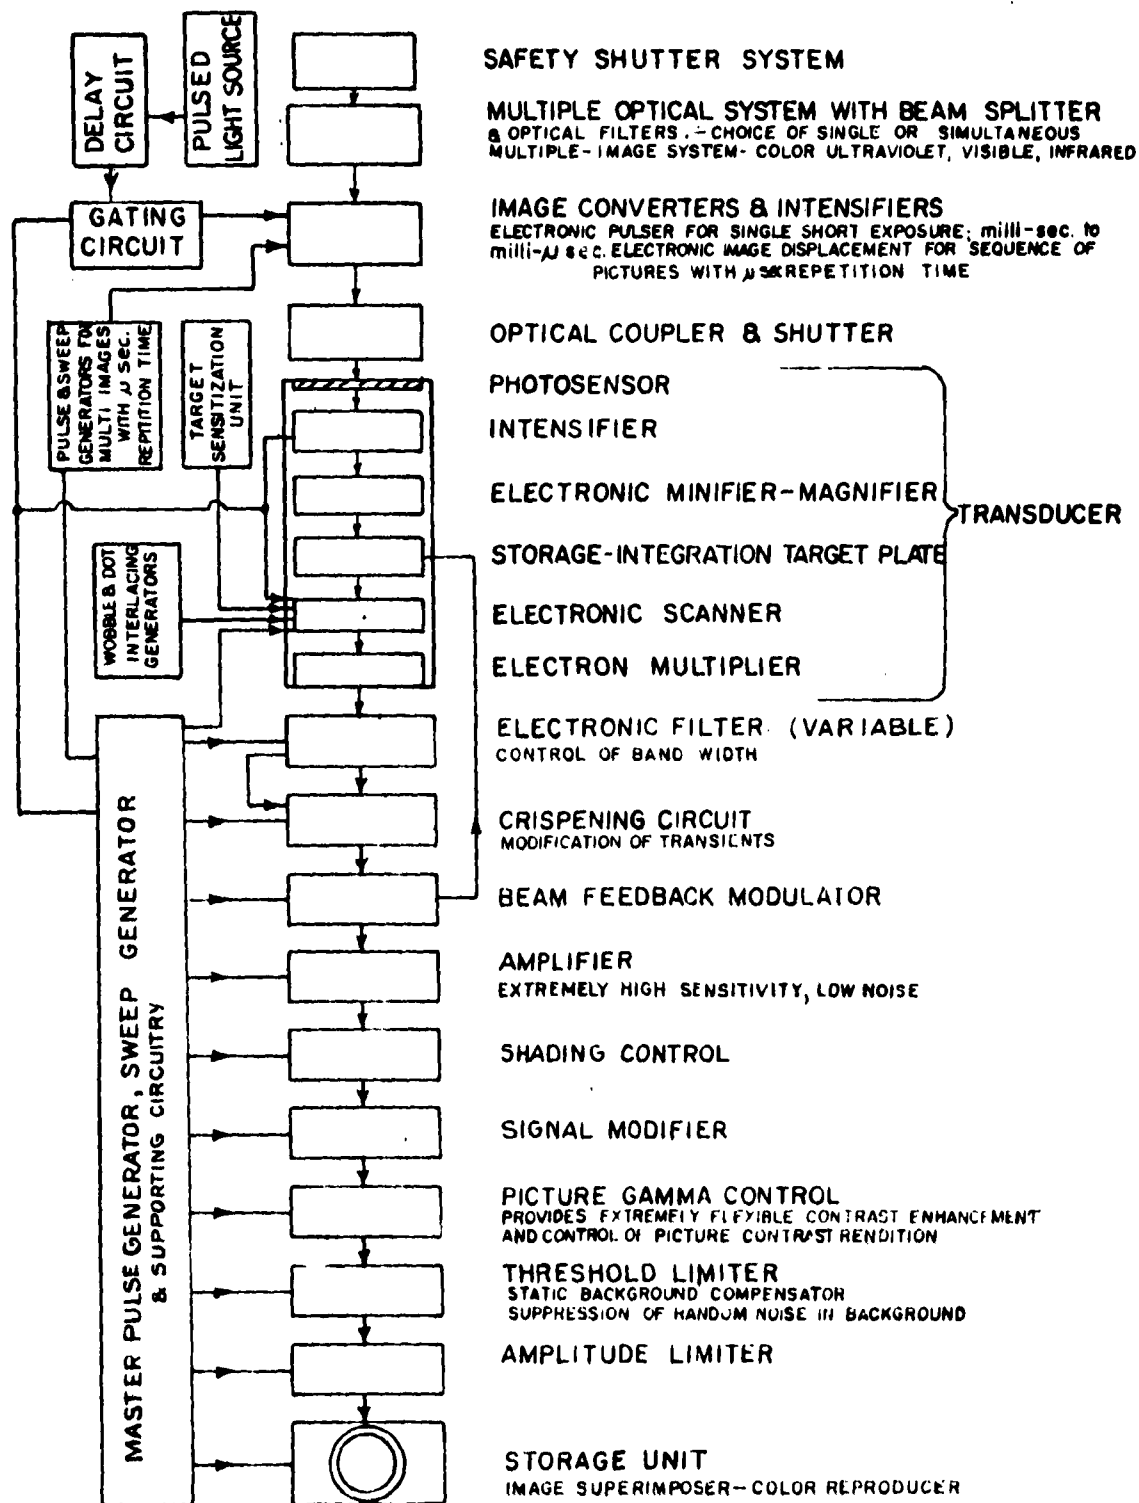 DELAY
CIRCUIT
PULSED
LIGHT SOURCE
SAFETY SHUTTER SYSTEM
MULTIPLE OPTICAL SYSTEM WITH BEAM SPLITTER
& OPTICAL FILTERS.-CHOICE OF SINGLE OR SIMULTANEOUS
MULTIPLE-IMAGE SYSTEM-COLOR ULTRAVIOLET, VISIBLE, INFRARED
GATING
CIRCUIT
IMAGE CONVERTERS & INTENSIFIERS
ELECTRONIC PULSER FOR SINGLE SHORT EXPOSURE; milli-sec. to
milli-μ sec. ELECTRONIC IMAGE DISPLACEMENT FOR SEQUENCE OF
PICTURES WITH μ REPETITION TIME
OPTICAL COUPLER & SHUTTER
PULSE & SWEEP
GENERATORS FOR
MULTI IMAGES
WITH μ sec.
REPITITION TIME
TARGET
SENSITIZATION
UNIT
PHOTOSENSOR
INTENSIFIER
ELECTRONIC MINIFIER-MAGNIFIER
TRANSDUCER
STORAGE-INTEGRATION TARGET PLATE
WOBBLE & DOT
INTERLACING
GENERATORS
ELECTRONIC SCANNER
ELECTRON MULTIPLIER
ELECTRONIC FILTER. (VARIABLE)
CONTROL OF BAND WIDTH
CRISPENING CIRCUIT
MODIFICATION OF TRANSIENTS
BEAM FEEDBACK MODULATOR
AMPLIFIER
EXTREMELY HIGH SENSITIVITY, LOW NOISE
SHADING CONTROL
SIGNAL MODIFIER
PICTURE GAMMA CONTROL
PROVIDES EXTREMELY FLEXIBLE CONTRAST ENHANCEMENT
AND CONTROL OF PICTURE CONTRAST RENDITION
THRESHOLD LIMITER
STATIC BACKGROUND COMPENSATOR
SUPPRESSION OF RANDOM NOISE IN BACKGROUND
AMPLITUDE LIMITER
STORAGE UNIT
IMAGE SUPERIMPOSER-COLOR REPRODUCER
MASTER PULSE GENERATOR, SWEEP GENERATOR
& SUPPORTING CIRCUITRY